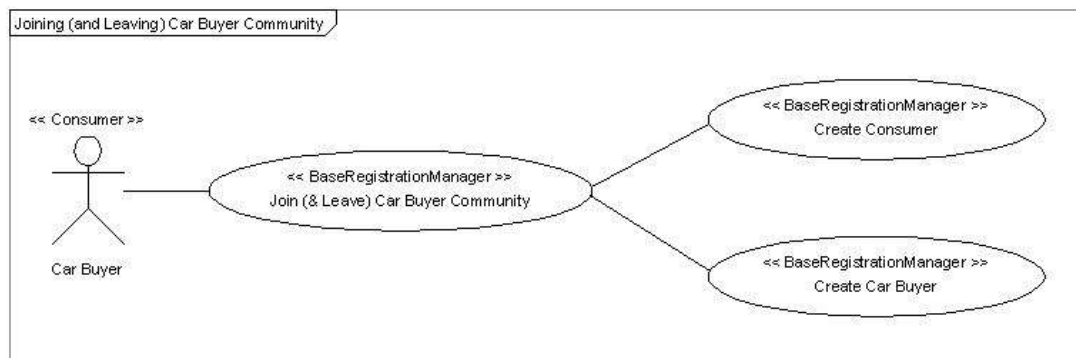 Joining (and Leaving) Car Buyer Community
<< Consumer >>
Car Buyer
<< BaseRegistrationManager >>
Join (& Leave) Car Buyer Community
<< BaseRegistrationManager >>
Create Consumer
<< BaseRegistrationManager >>
Create Car Buyer